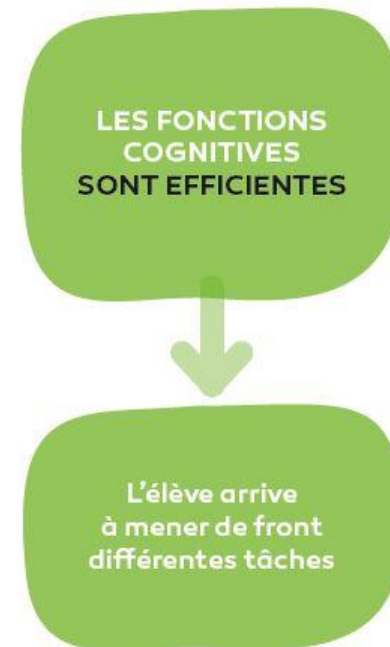 LES FONCTIONS
COGNITIVES
SONT EFFICIENTES
L'élève arrive
à mener de front
différentes tâches